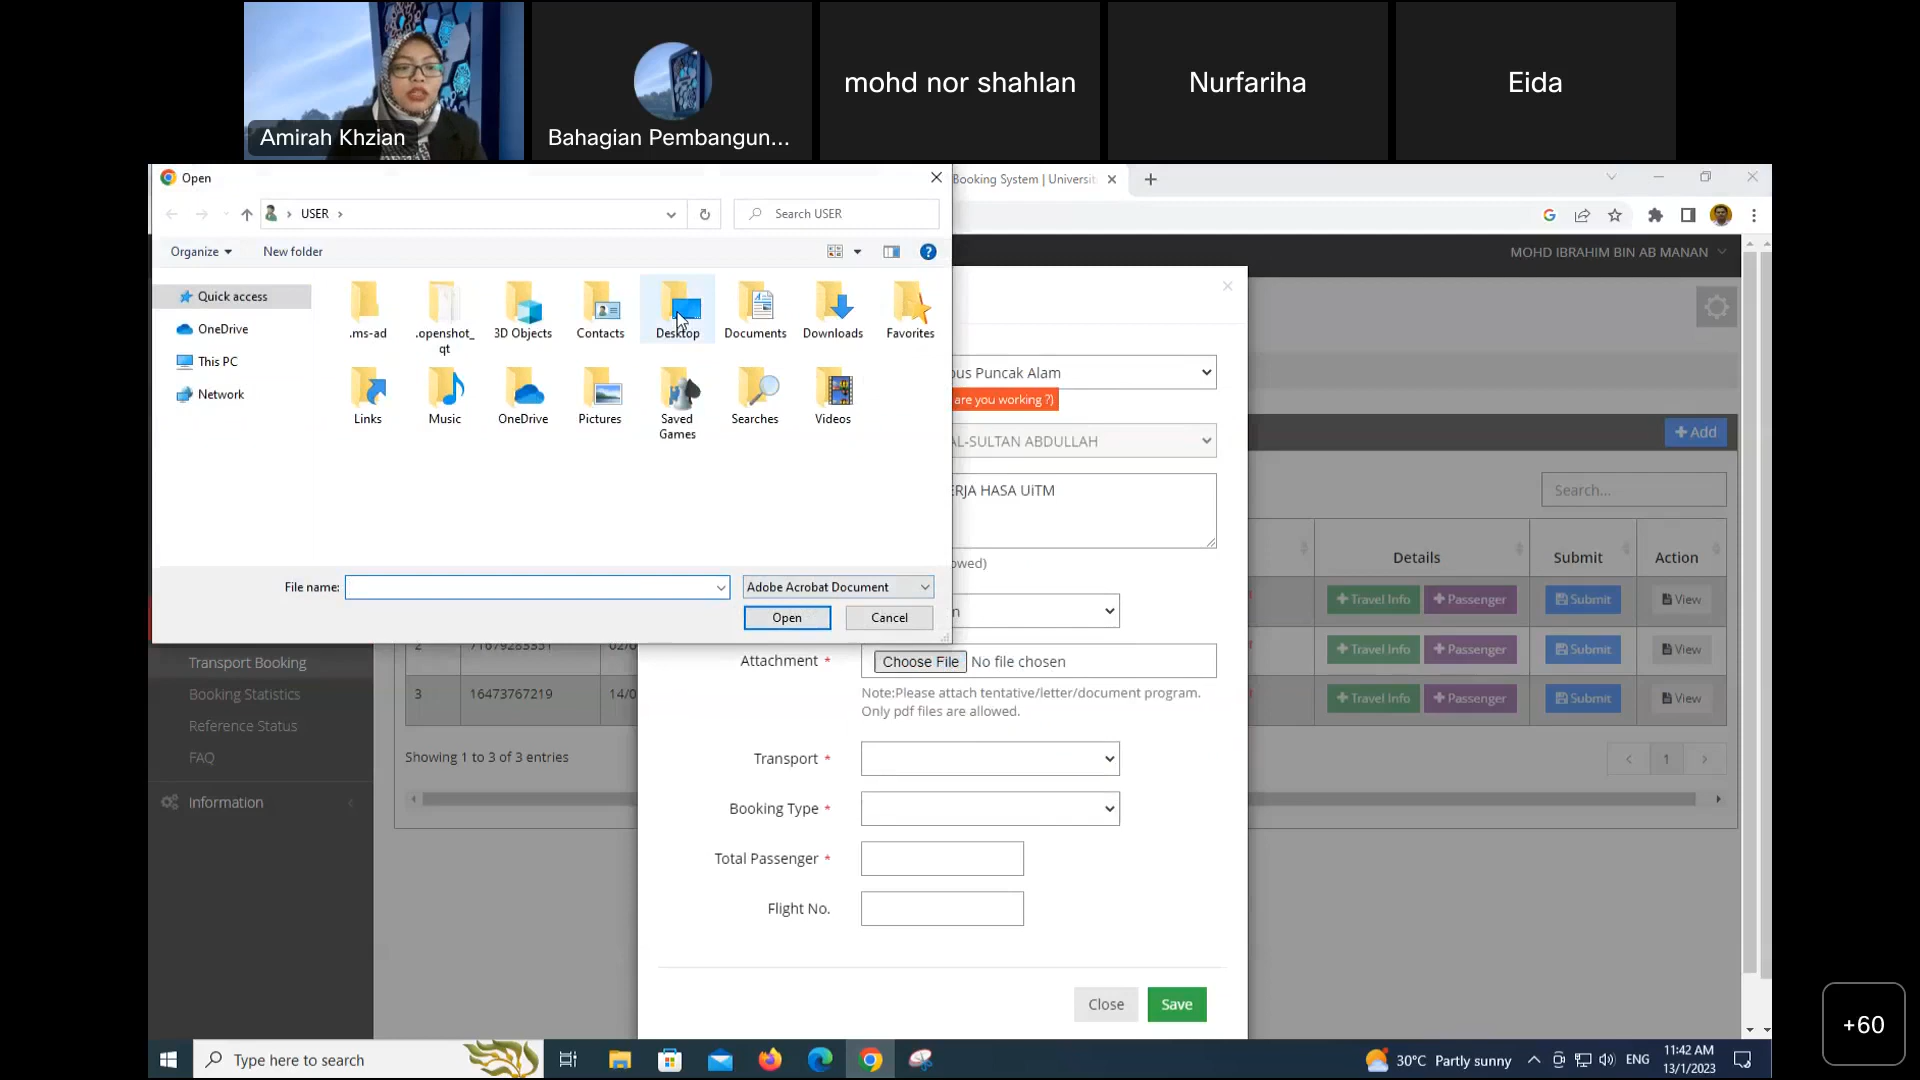 Amirah Khzian
Bahagian Pembangun...
mohd nor shahlan
Nurfariha
Eida
Open
Booking System | Universit
USER
Search USER
Organize
New folder
MOHD IBRAHIM BIN AB MANAN
Quick access
OneDrive
This PC
Network
.ms-ad
.openshot_
qt
3D Objects
Contacts
Desktop
Documents
Downloads
Favorites
Links
Music
OneDrive
Pictures
Saved
Games
Searches
Videos
File name:
Adobe Acrobat Document
Open
Cancel
ous Puncak Alam
are you working ?)
AL-SULTAN ABDULLAH
ERJA HASA UiTM
owed)
n
Attachment *
Choose File No file chosen
Note:Please attach tentative/letter/document program.
Only pdf files are allowed.
Transport *
Booking Type *
Total Passenger *
Flight No.
Close
Save
+ Add
Search...
Details
Submit
Action
+ Travel Info + Passenger Submit View
+ Travel Info + Passenger Submit View
3 16473767219 14/0
+ Travel Info + Passenger Submit View
Showing 1 to 3 of 3 entries
< 1 >
Transport Booking
Booking Statistics
Reference Status
FAQ
Information
Type here to search
30°C Partly sunny
ENG
11:42 AM
13/1/2023
+60